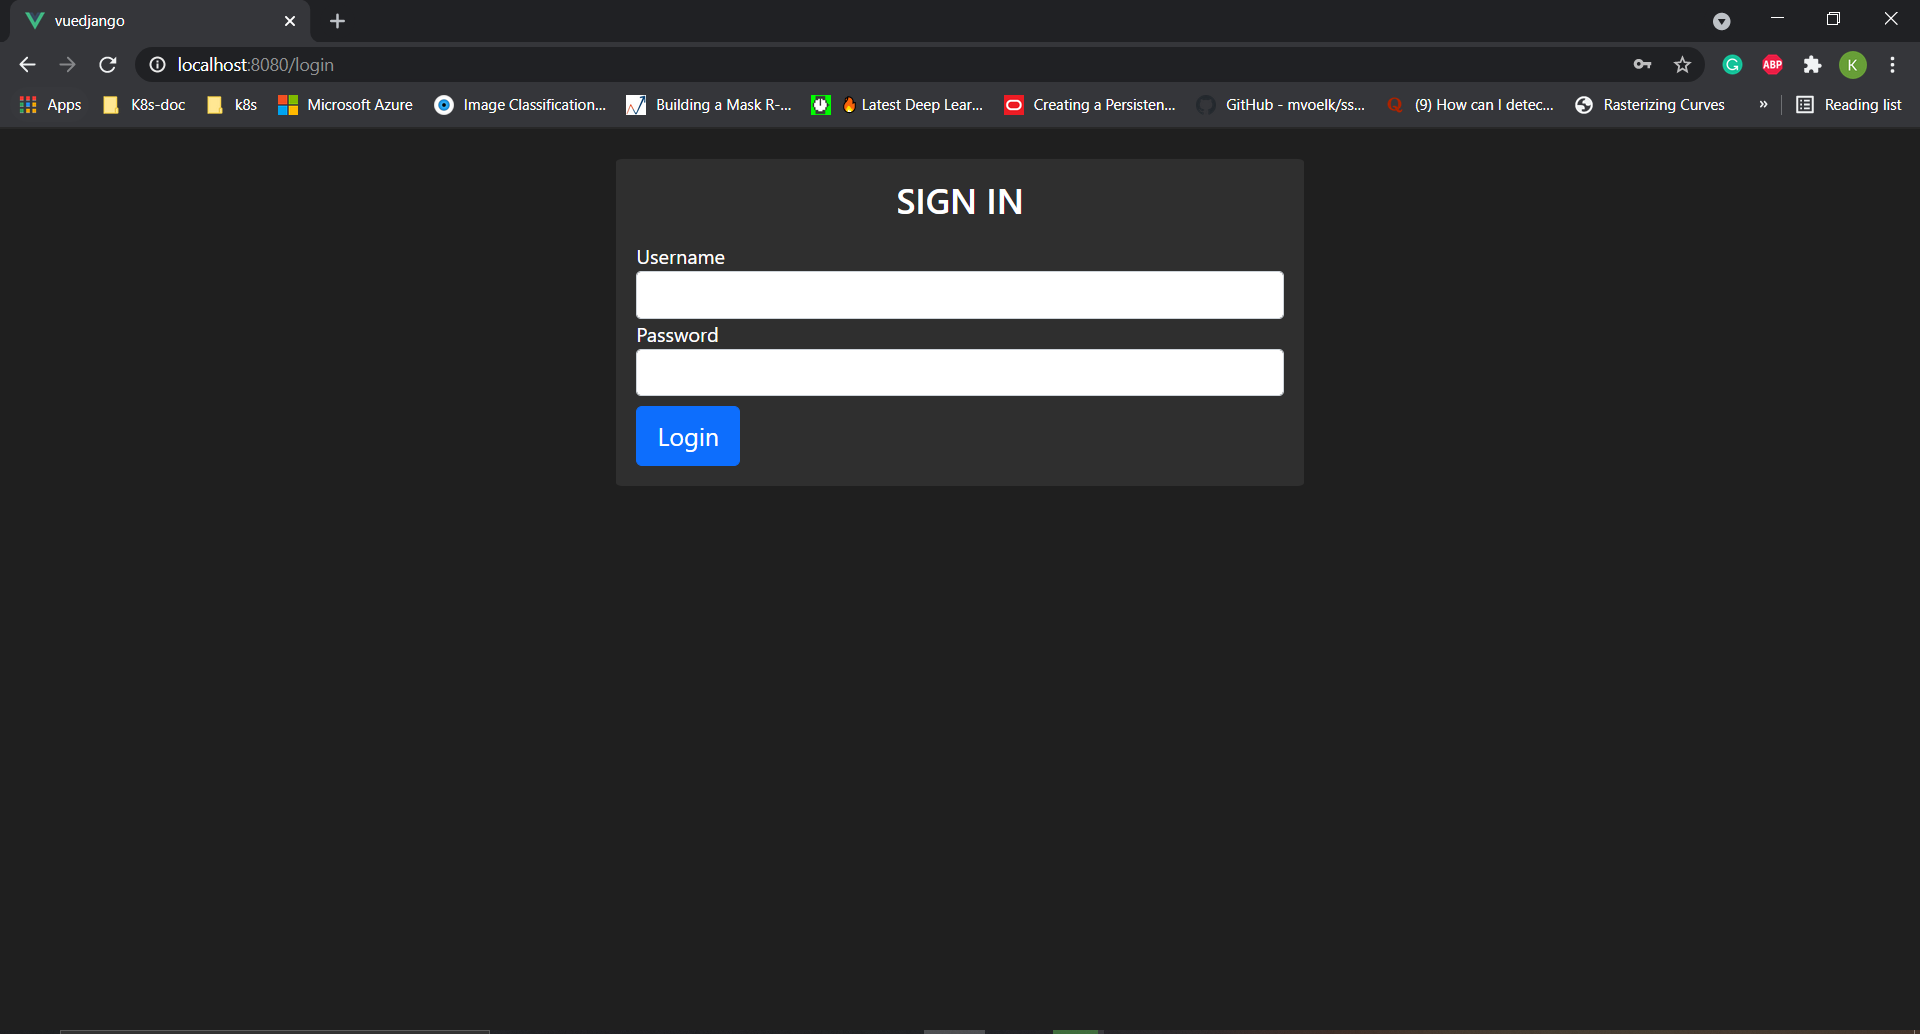 vuedjango
localhost:8080/login
ABP
K
Apps K8s-doc k8s Microsoft Azure Image Classification... Building a Mask R-... 🔥 Latest Deep Lear... Creating a Persisten... GitHub - mvoelk/ss... (9) How can I detec... Rasterizing Curves » Reading list
SIGN IN
Username
Password
Login